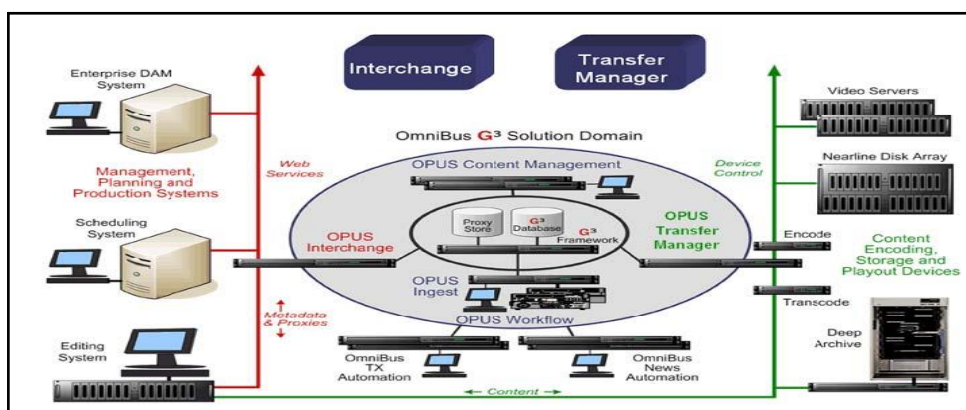 Interchange
Transfer
Manager
Enterprise DAM
System
Management,
Planning and
Production Systems
Scheduling
System
Editing
System
Web
Services
Metadata
& Proxies
OmniBus G³ Solution Domain
OPUS Content Management
Proxy
Store
G³
Database
G³
Framework
OPUS
Interchange
OPUS
Transfer
Manager
OPUS
Ingest
OPUS Workflow
OmniBus
TX
Automation
OmniBus
News
Automation
Content
Device
Control
Video Servers
Nearline Disk Array
Encode
Content
Encoding,
Storage and
Playout Devices
Transcode
Deep
Archive